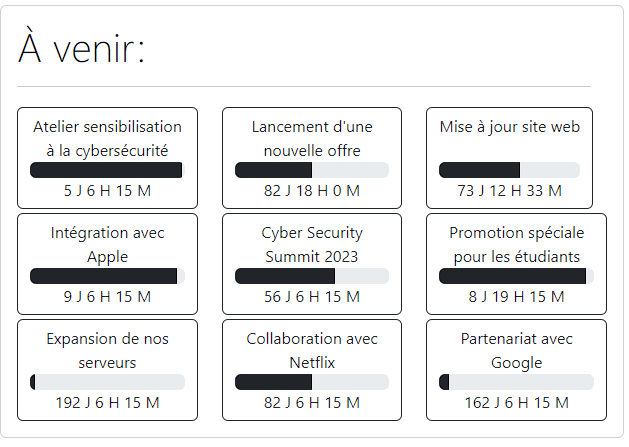 À venir:
Atelier sensibilisation
à la cybersécurité
5 J 6 H 15 M
Lancement d'une
nouvelle offre
82 J 18 H 0 M
Mise à jour site web
73 J 12 H 33 M
Intégration avec
Apple
9 J 6 H 15 M
Cyber Security
Summit 2023
56 J 6 H 15 M
Promotion spéciale
pour les étudiants
8 J 19 H 15 M
Expansion de nos
serveurs
192 J 6 H 15 M
Collaboration avec
Netflix
82 J 6 H 15 M
Partenariat avec
Google
162 J 6 H 15 M